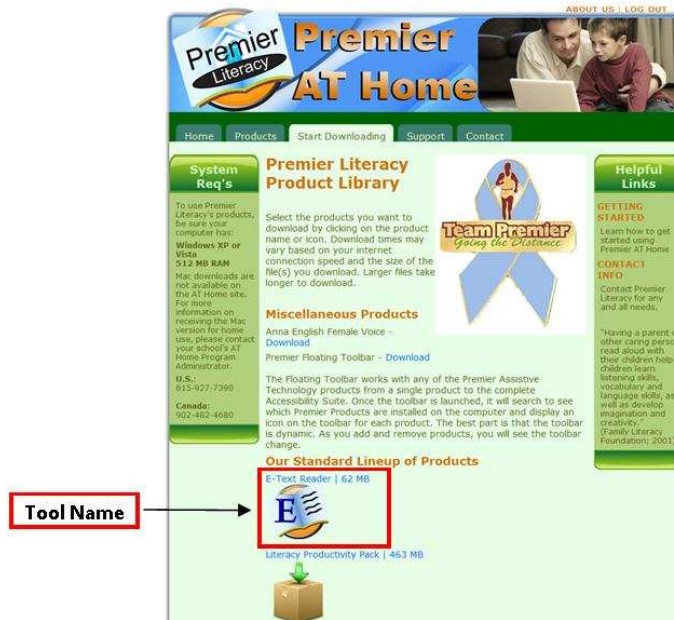 ABOUT US | LOG OUT
Premier
Literacy
Premier
AT Home
Home
Products
Start Downloading
Support
Contact
System
Req's
To use Premier
Literacy's products,
be sure your
computer has:
Windows XP or
Vista
512 MB RAM
Mac downloads are
not available on
the AT Home site.
For more
information on
receiving the Mac
version for home
use, please contact
your school's AT
Home Program
Administrator.
U.S.:
815-927-7390
Canada:
902-482-4680
Premier Literacy
Product Library
Select the products you want to
download by clicking on the product
name or icon. Download times may
vary based on your internet
connection speed and the size of the
file(s) you download. Larger files take
longer to download.
Team Premier
Going the Distance
Miscellaneous Products
Anna English Female Voice -
Download
Premier Floating Toolbar - Download
The Floating Toolbar works with any of the Premier Assistive
Technology products from a single product to the complete
Accessibility Suite. Once the toolbar is launched, it will search to see
which Premier Products are installed on the computer and display an
icon on the toolbar for each product. The best part is that the toolbar
is dynamic. As you add and remove products, you will see the toolbar
change.
Our Standard Lineup of Products
E-Text Reader | 62 MB
E
Literacy Productivity Pack | 463 MB
Tool Name
Helpful
Links
GETTING
STARTED
Learn how to get
started using
Premier AT Home
CONTACT
INFO
Contact Premier
Literacy for any
and all needs.
"Having a parent o
other caring perso
read aloud with
their children help
children learn
listening skills,
vocabulary and
language skills, as
well as develop
imagination and
creativity."
(Family Literacy
Foundation; 2001)